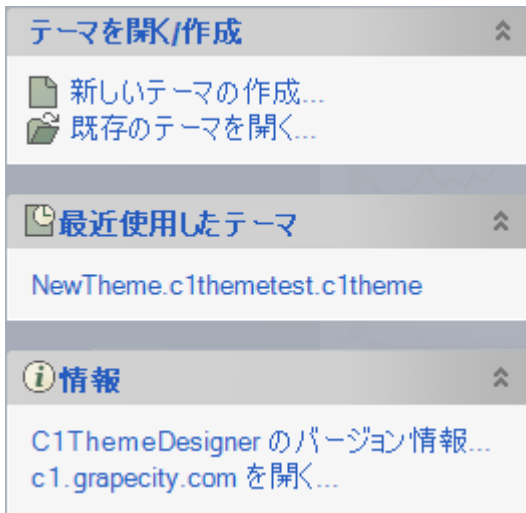 テーマを開く/作成
新しいテーマの作成...
既存のテーマを開く...
最近使用したテーマ
NewTheme.c1themetest.c1theme
情報
C1ThemeDesigner のバージョン情報...
c1.grapecity.com を開く...